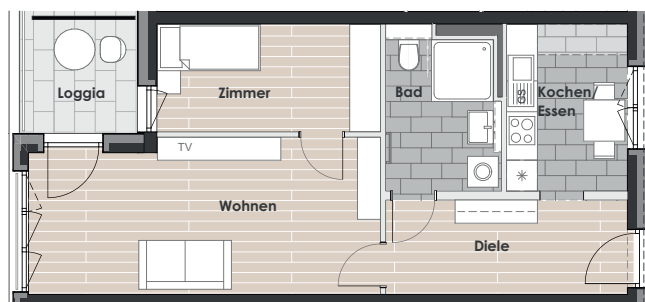 Loggia
Zimmer
Bad
GS
Kochen/
Essen
TV
Wohnen
Diele